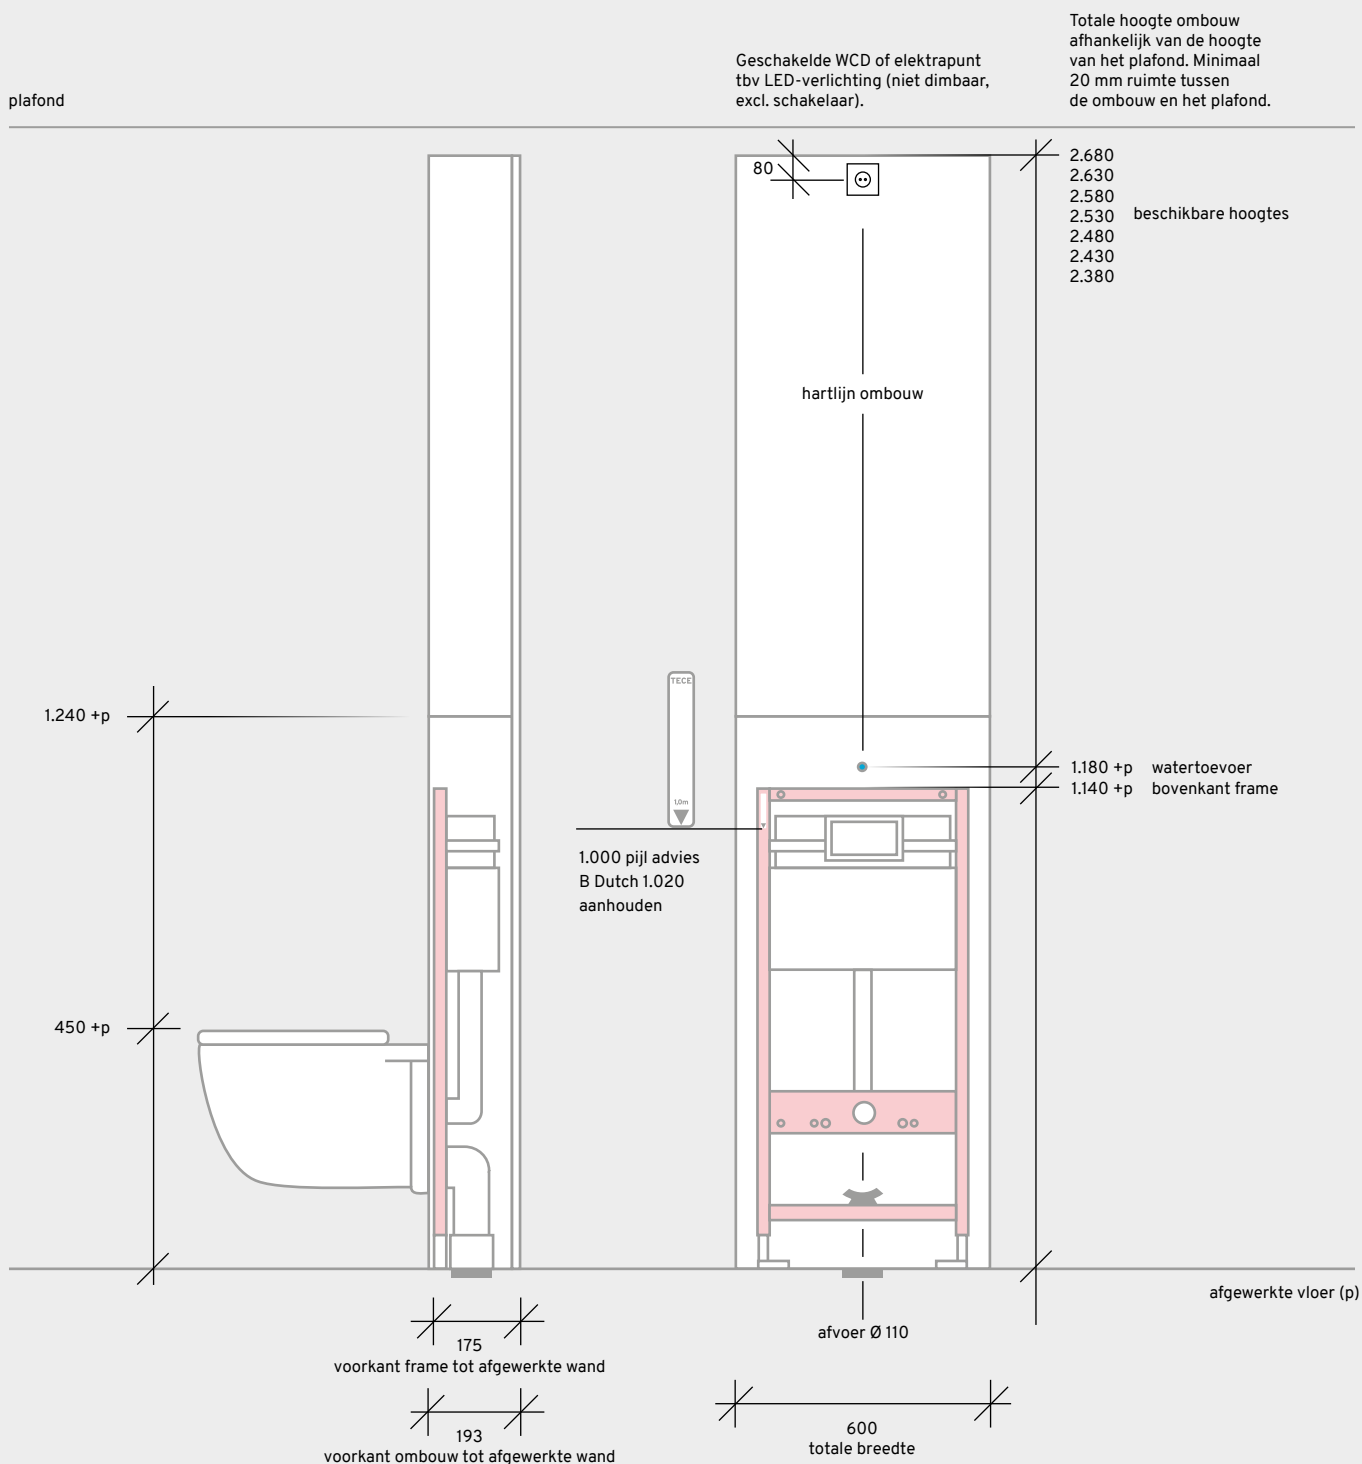 Totale hoogte ombouw
afhankelijk van de hoogte
van het plafond. Minimaal
20 mm ruimte tussen
de ombouw en het plafond.
Geschakelde WCD of elektrapunt
tbv LED-verlichting (niet dimbaar,
excl. schakelaar).
plafond
80
2.680
2.630
2.580
2.530
2.480
2.430
2.380
beschikbare hoogtes
hartlijn ombouw
TECE
1,0m
1.240 +p
1.180 +p watertoevoer
1.140 +p bovenkant frame
1.000 pijl advies
B Dutch 1.020
aanhouden
450 +p
afgewerkte vloer (p)
afvoer Ø 110
175
voorkant frame tot afgewerkte wand
193
voorkant ombouw tot afgewerkte wand
600
totale breedte